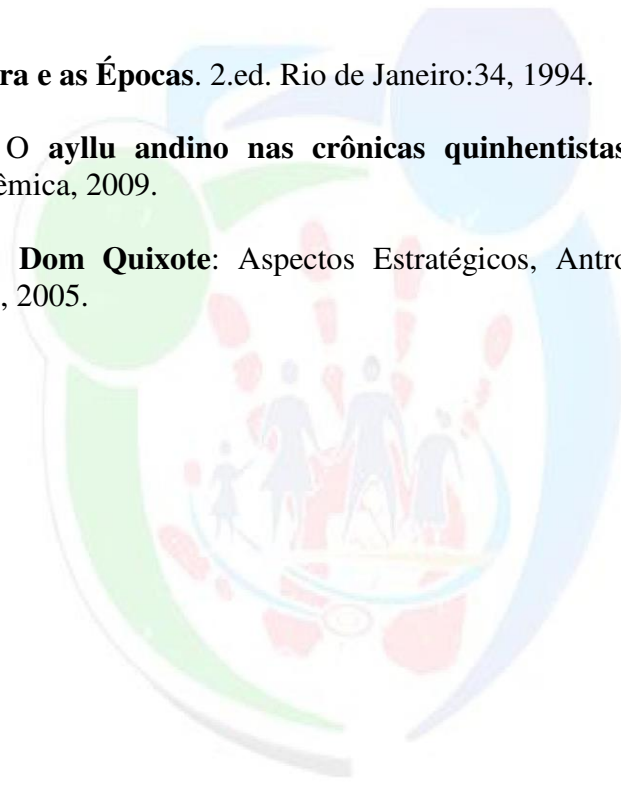 ra e as Épocas. 2.ed. Rio de Janeiro:34, 1994.
O ayllu andino nas crônicas quinhentistas
êmica, 2009.
Dom Quixote: Aspectos Estratégicos, Antro
, 2005.